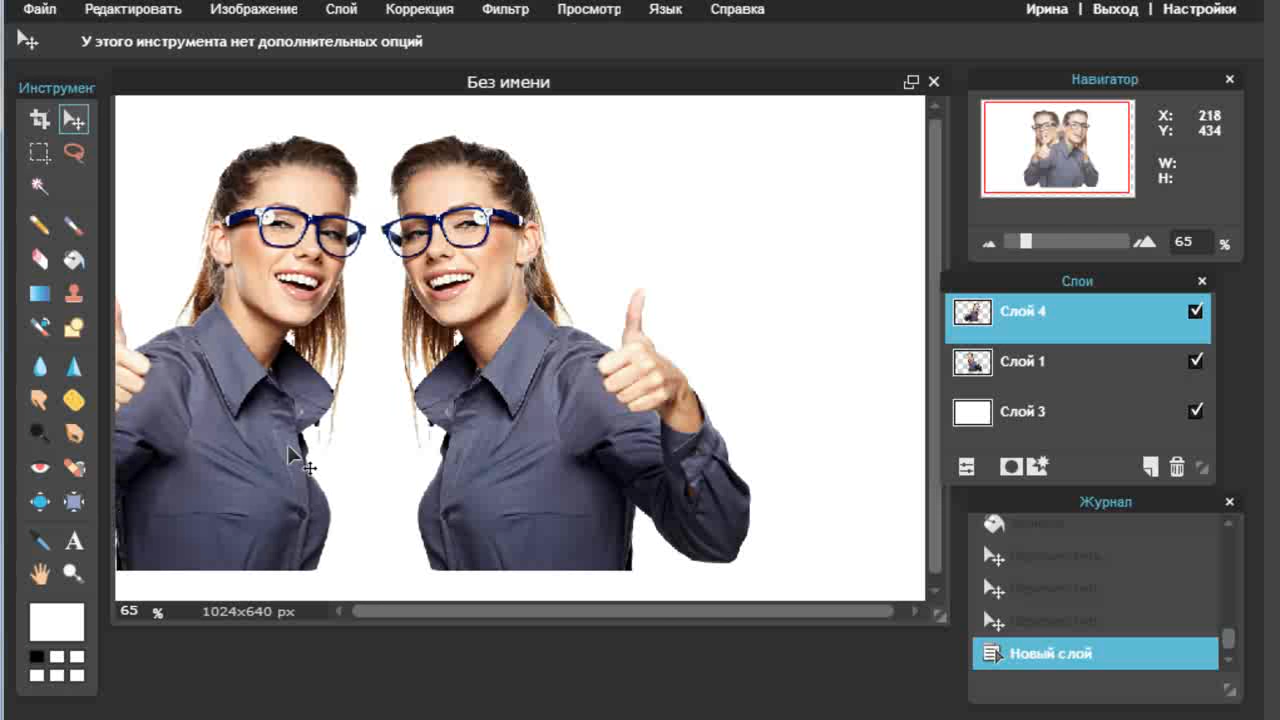 Файл Редактировать Изображение Слой Коррекция Фильтр Просмотр Язык Справка Ирина | Выход | Настройки
У этого инструмента нет дополнительных опций
Инструмент
Без имени
Навигатор
X: 218
Y: 434
W:
H:
65 %
Слои
Слой 4
Слой 1
Слой 3
Журнал
Новый слой
65 % 1024x640 px
A